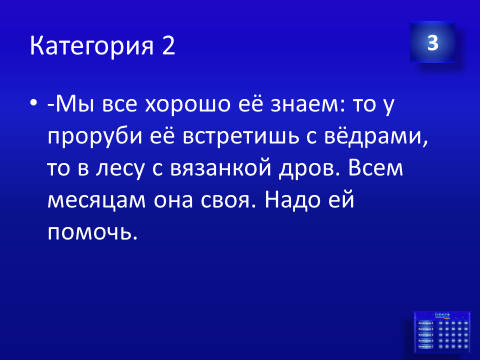 Категория 2
3
• -Мы все хорошо её знаем: то у
проруби её встретишь с вёдрами,
то в лесу с вязанкой дров. Всем
месяцам она своя. Надо ей
помочь.